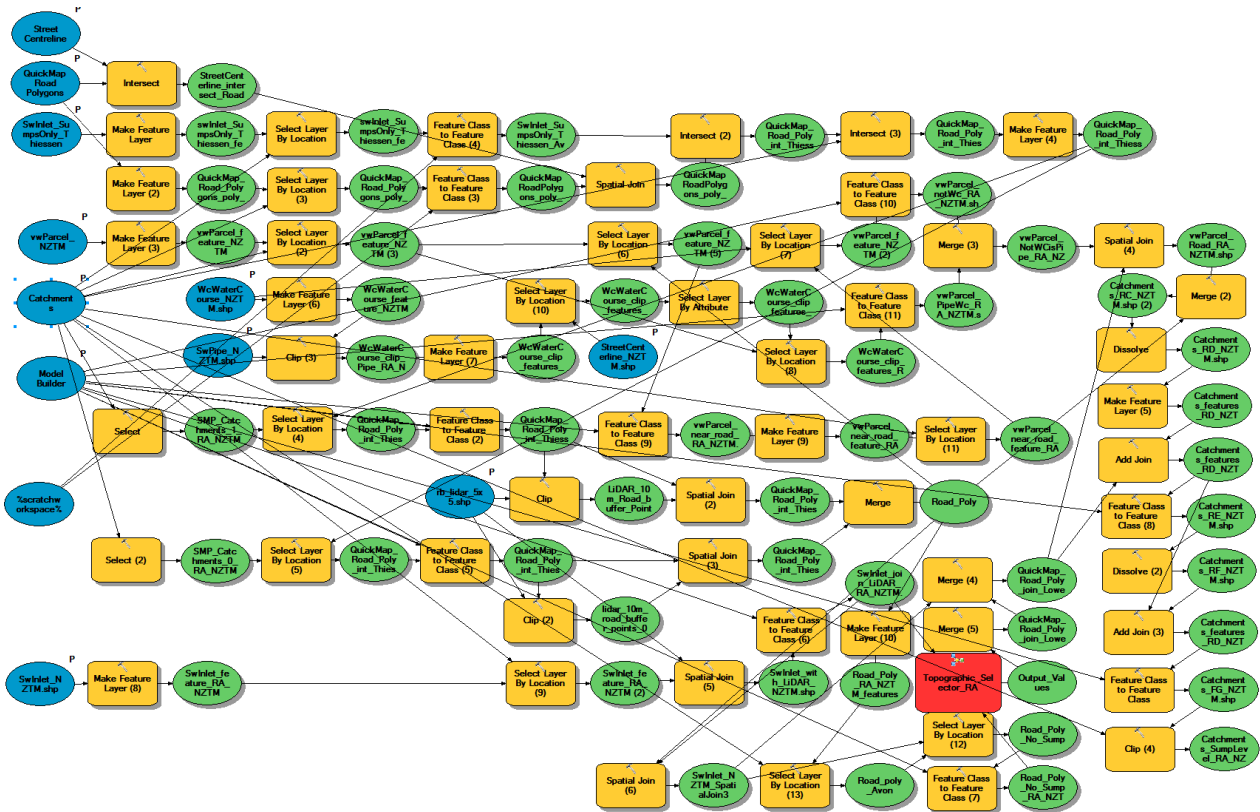 P
Street
Centreline
P
QuickMap
Road
Polygons
Intersect
StreetCent
erline_inter
sect_Road
P
SwInlet_Su
mpsOnly_T
hiessen
Make Feature
Layer
swInlet_Su
mpsOnly_T
hiessen_fe
Select Layer
By Location
swInlet_Su
mpsOnly_T
hiessen_fe
Feature Class
to Feature
Class (4)
SwInlet_Su
mpsOnly_T
hiessen_Av
Intersect (2)
QuickMap_
Road_Poly
_int_Thiess
Intersect (3)
QuickMap_
Road_Poly
_int_Thies
Make Feature
Layer (4)
QuickMap_
Road_Poly
_int_Thiess
Make Feature
Layer (2)
QuickMap_
Road_Poly
gons_poly_
Select Layer
By Location
(3)
QuickMap_
Road_Poly
gons_poly_
Feature Class
to Feature
Class (3)
QuickMap
RoadPolyg
ons_poly_
Spatial Join
QuickMap
RoadPolyg
ons_poly_
Feature Class
to Feature
Class (10)
vwParcel_
notWc_RA
_NZTM.sh
P
vwParcel_
NZTM
Make Feature
Layer (3)
vwParcel_f
eature_NZ
TM
Select Layer
By Location
(2)
vwParcel_f
eature_NZ
TM (3)
Select Layer
By Location
(6)
vwParcel_f
eature_NZ
TM (5)
Select Layer
By Location
(7)
vwParcel_f
eature_NZ
TM (2)
Merge (3)
vwParcel_
NotWCisPi
pe_RA_NZ
Spatial Join
(4)
vwParcel_
Road_RA_
NZTM.shp
P
Catchment
s
WcWaterC
ourse_NZT
M.shp
Make Feature
Layer (6)
WcWaterC
ourse_feat
ure_NZTM
Select Layer
By Location
(10)
WcWaterC
ourse_clip_
features_
Select Layer
By Attribute
WcWaterC
ourse_clip_
features_
Feature Class
to Feature
Class (11)
vwParcel_
PipeWc_R
A_NZTM.s
Catchment
s/RC_NZT
M.shp (2)
Merge (2)
P
Model
Builder
SwPipe_N
ZTM.shp
Clip (3)
WcWaterC
ourse_clip_
Pipe_RA_N
Make Feature
Layer (7)
WcWaterC
ourse_clip_
features_
StreetCent
erline_NZT
M.shp
Select Layer
By Location
(8)
WcWaterC
ourse_clip_
features_R
Dissolve
Catchment
s_RD_NZT
M.shp
Make Feature
Layer (5)
Catchment
s_features
_RD_NZT
Select
SMP_Catc
hments_1_
RA_NZTM
Select Layer
By Location
(4)
QuickMap_
Road_Poly
_int_Thies
Feature Class
to Feature
Class (2)
QuickMap_
Road_Poly
_int_Thiess
Feature Class
to Feature
Class (9)
vwParcel_
near_road_
RA_NZTM.
Make Feature
Layer (9)
vwParcel_
near_road_
feature_RA
Select Layer
By Location
(11)
vwParcel_
near_road_
feature_RA
Add Join
Catchment
s_features
_RD_NZT
%scratchw
orkspace%
P
rb_lidar_5x
5.shp
Clip
LiDAR_10
m_Road_b
uffer_Point
Spatial Join
(2)
QuickMap_
Road_Poly
_int_Thies
Merge
Road_Poly
Feature Class
to Feature
Class (8)
Catchment
s_RE_NZT
M.shp
Select (2)
SMP_Catc
hments_0_
RA_NZTM
Select Layer
By Location
(5)
QuickMap_
Road_Poly
_int_Thies
Feature Class
to Feature
Class (5)
QuickMap_
Road_Poly
_int_Thies
Spatial Join
(3)
QuickMap_
Road_Poly
_int_Thies
SwInlet_joi
n_LiDAR_
RA_NZTM.
Merge (4)
QuickMap_
Road_Poly
_join_Lowe
Dissolve (2)
Catchment
s_RF_NZT
M.shp
Clip (2)
lidar_10m_
road_buffe
r_points_0
Feature Class
to Feature
Class (6)
Make Feature
Layer (10)
Merge (5)
QuickMap_
Road_Poly
_join_Lowe
Add Join (3)
Catchment
s_features
_RD_NZT
P
SwInlet_N
ZTM.shp
Make Feature
Layer (8)
SwInlet_fe
ature_RA_
NZTM
Select Layer
By Location
(9)
SwInlet_fe
ature_RA_
NZTM (2)
Spatial Join
(5)
SwInlet_wit
h_LiDAR_
NZTM.shp
Road_Poly
_RA_NZT
M_features
Topographic_Sel
ector_RA
Output_Val
ues
Feature Class
to Feature
Class
Catchment
s_FG_NZT
M.shp
Select Layer
By Location
(12)
Road_Poly
_No_Sump
Clip (4)
Catchment
s_SumpLev
el_RA_NZ
Spatial Join
(6)
SwInlet_N
ZTM_Spati
alJoin3
Select Layer
By Location
(13)
Road_poly
_Avon
Feature Class
to Feature
Class (7)
Road_Poly
_No_Sump
_RA_NZT